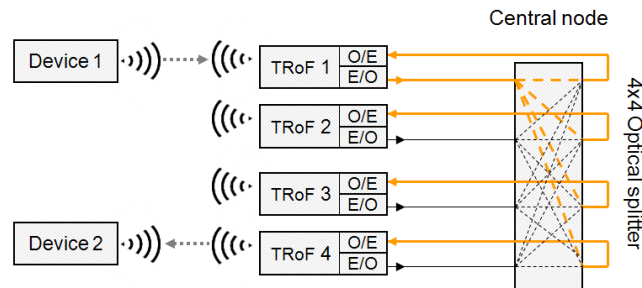 Central node
Device 1
TRoF 1
O/E
E/O
TRoF 2
O/E
E/O
TRoF 3
O/E
E/O
Device 2
TRoF 4
O/E
E/O
4x4 Optical splitter